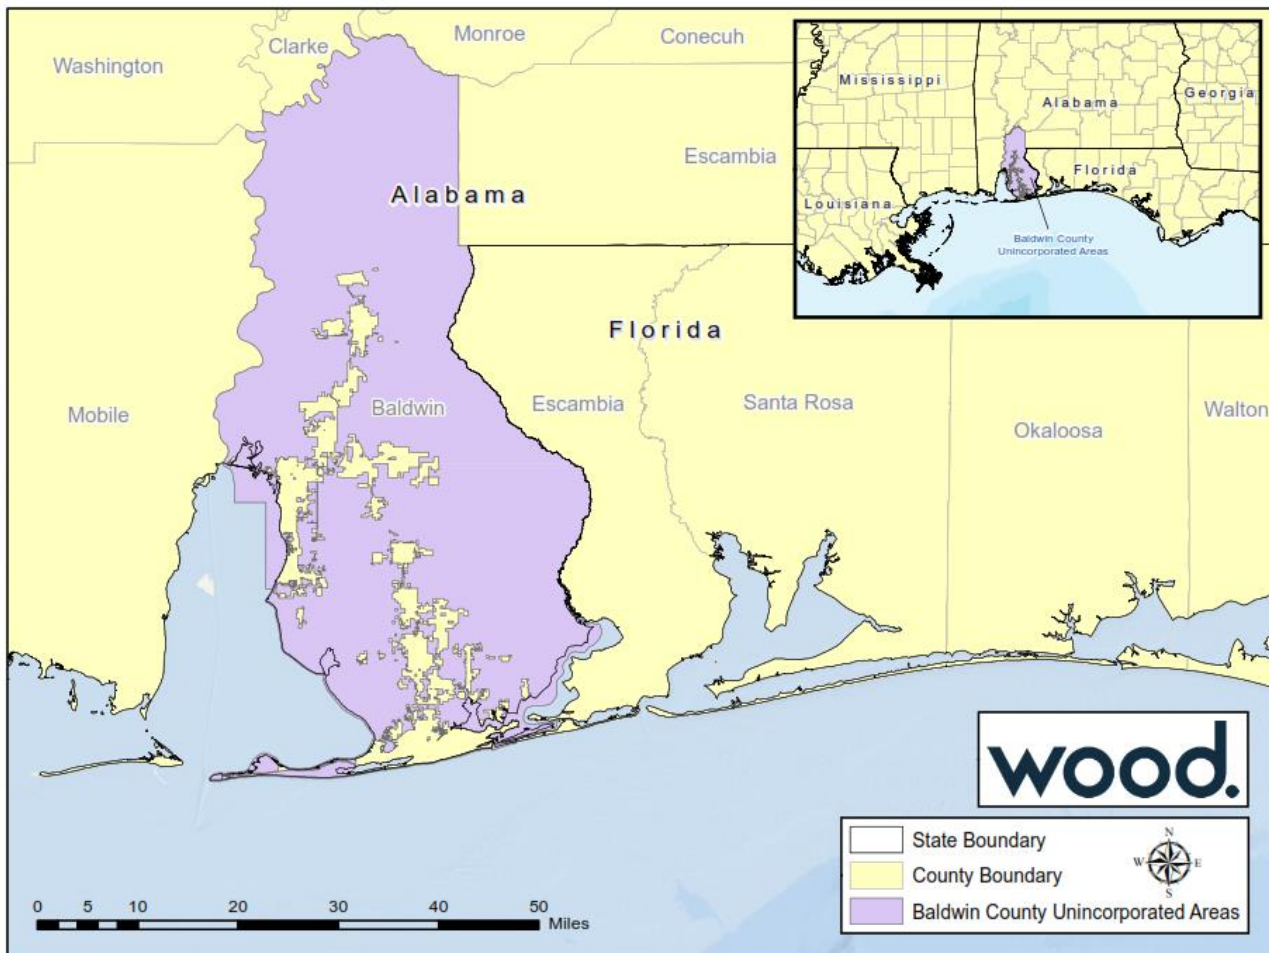 Washington
Clarke
Monroe
Conecuh
Escambia
Alabama
Florida
Mobile
Baldwin
Escambia
Santa Rosa
Okaloosa
Walton
Mississippi
Alabama
Georgia
Louisiana
Florida
Baldwin County
Unincorporated Areas
wood.
State Boundary
County Boundary
Baldwin County Unincorporated Areas
N
W E
S
0 5 10 20 30 40 50
Miles